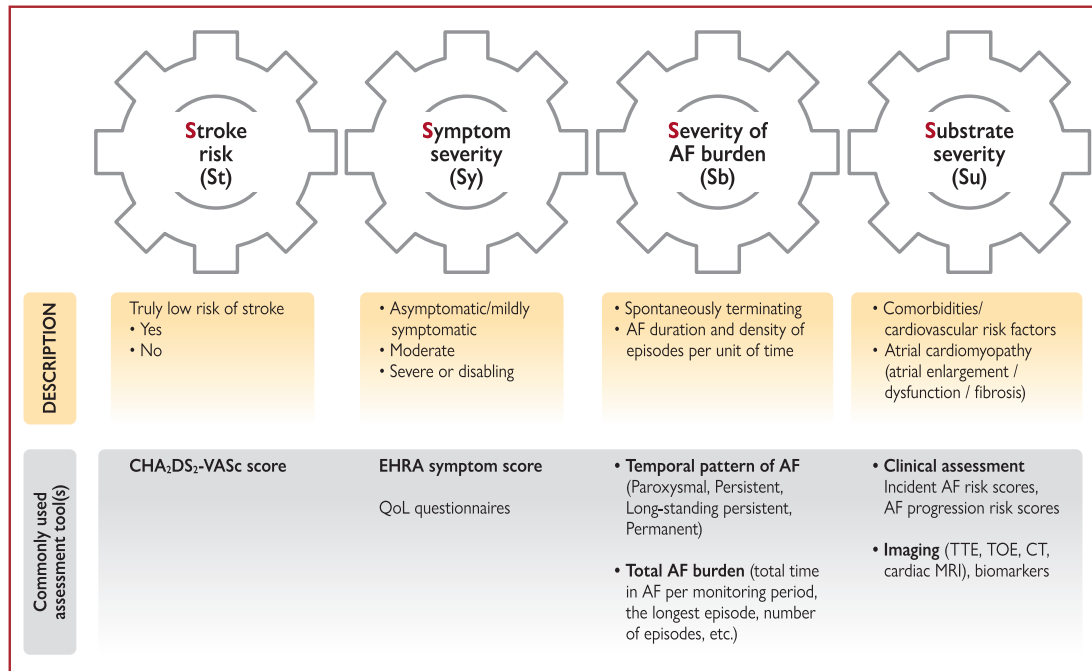 Stroke
risk
(St)
Symptom
severity
(Sy)
Severity of
AF burden
(Sb)
Substrate
severity
(Su)
DESCRIPTION
Truly low risk of stroke
• Yes
• No
• Asymptomatic/mildly
symptomatic
• Moderate
• Severe or disabling
• Spontaneously terminating
• AF duration and density of
episodes per unit of time
• Comorbidities/
cardiovascular risk factors
• Atrial cardiomyopathy
(atrial enlargement /
dysfunction / fibrosis)
Commonly used
assessment tool(s)
CHA₂DS₂-VASc score
EHRA symptom score
QoL questionnaires
• Temporal pattern of AF
(Paroxysmal, Persistent,
Long-standing persistent,
Permanent)
• Total AF burden (total time
in AF per monitoring period,
the longest episode, number
of episodes, etc.)
• Clinical assessment
Incident AF risk scores,
AF progression risk scores
• Imaging (TTE, TOE, CT,
cardiac MRI), biomarkers